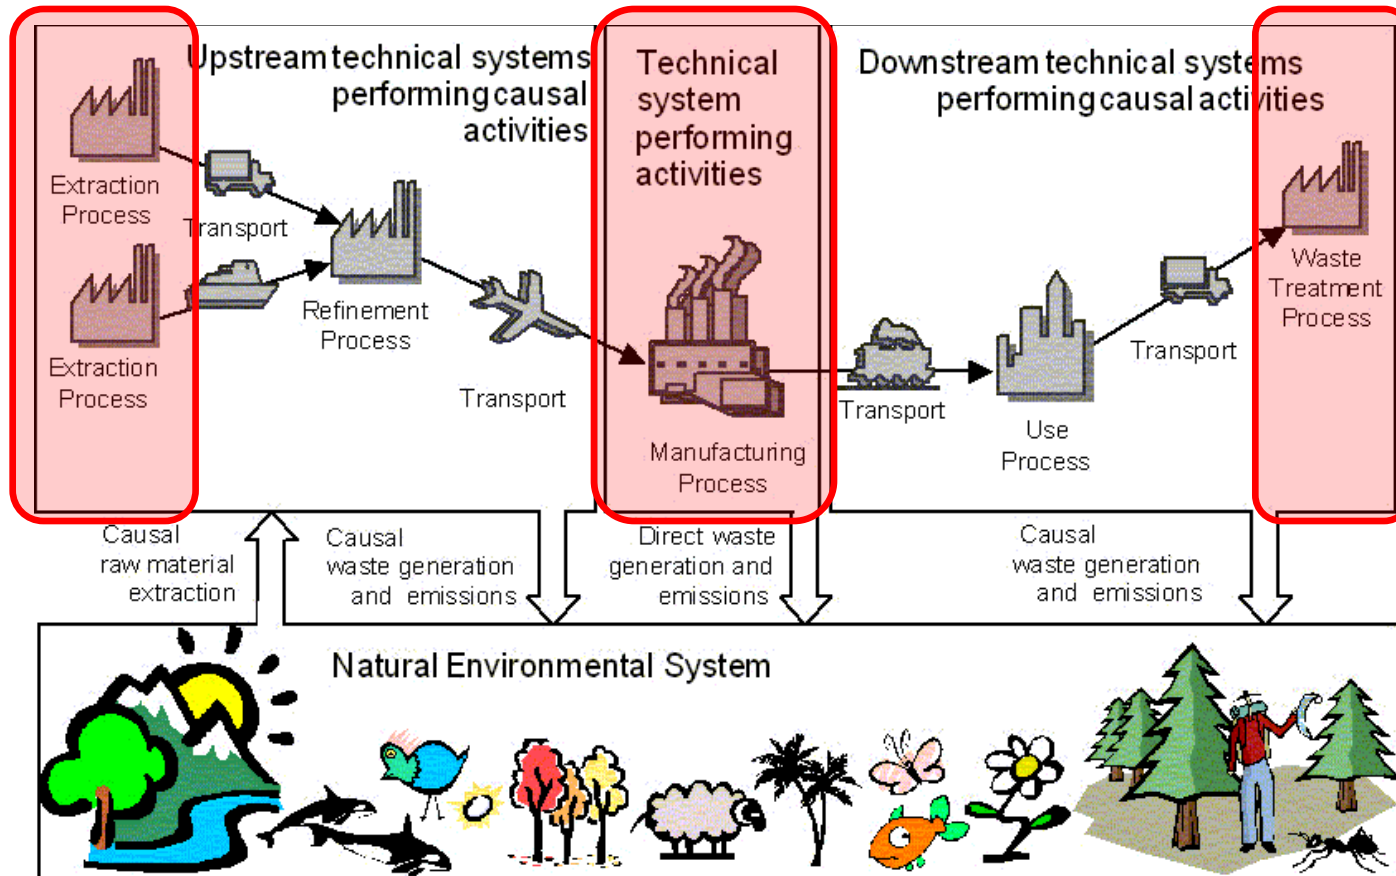 Upstream technical systems
performing causal
activities
Technical
system
performing
activities
Downstream technical systems
performing causal activities
Extraction
Process
Transport
Extraction
Process
Refinement
Process
Transport
Manufacturing
Process
Transport
Use
Process
Transport
Waste
Treatment
Process
Causal
raw material
extraction
Causal
waste generation
and emissions
Direct waste
generation and
emissions
Causal
waste generation
and emissions
Natural Environmental System